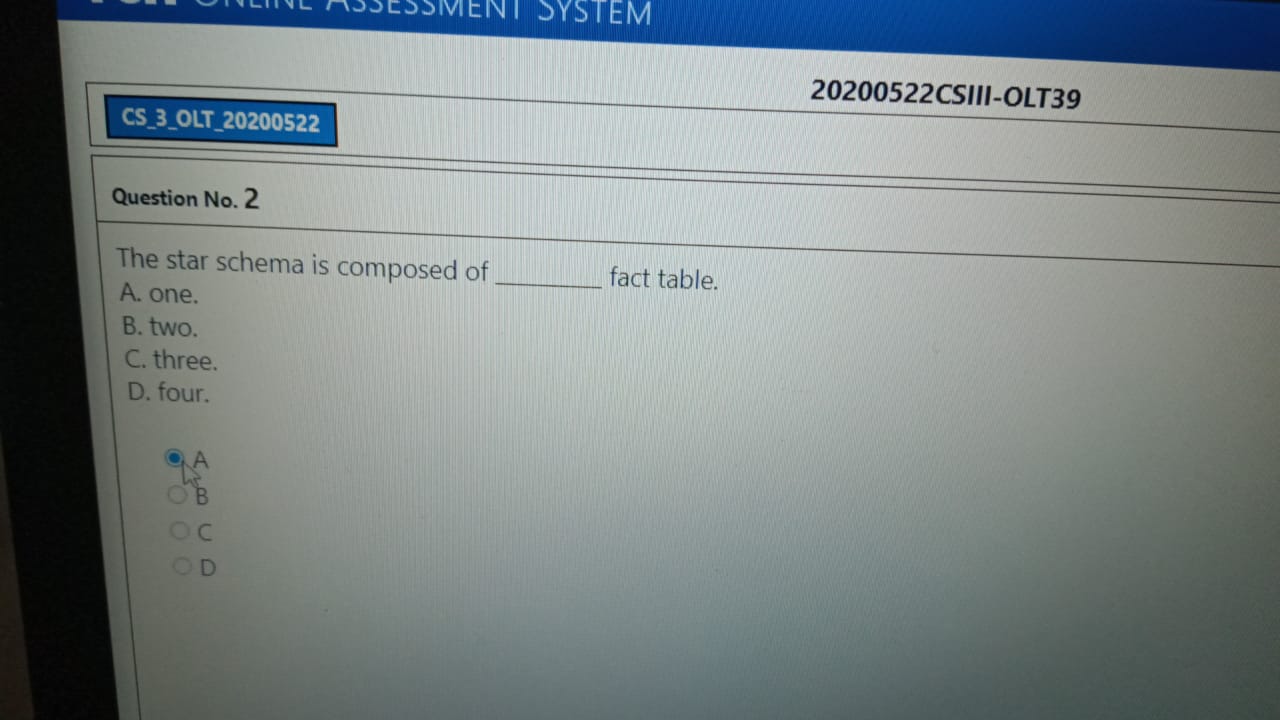 ONLINE ASSESSMENT SYSTEM
20200522CSIII-OLT39
CS_3_OLT_20200522
Question No. 2
The star schema is composed of ________ fact table.
A. one.
B. two.
C. three.
D. four.
A
B
C
D